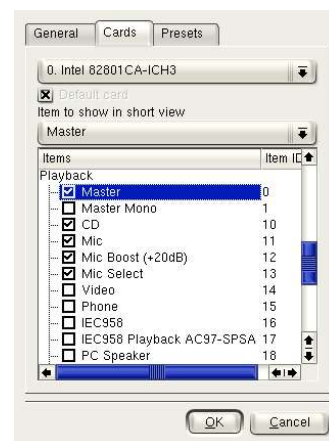 General Cards Presets
0. Intel 82801CA-ICH3
Default card
Item to show in short view
Master
Items Item ID
Playback
Master 0
Master Mono 1
CD 10
Mic 11
Mic Boost (+20dB) 12
Mic Select 13
Video 14
Phone 15
IEC958 16
IEC958 Playback AC97-SPSA 17
PC Speaker 18
OK Cancel